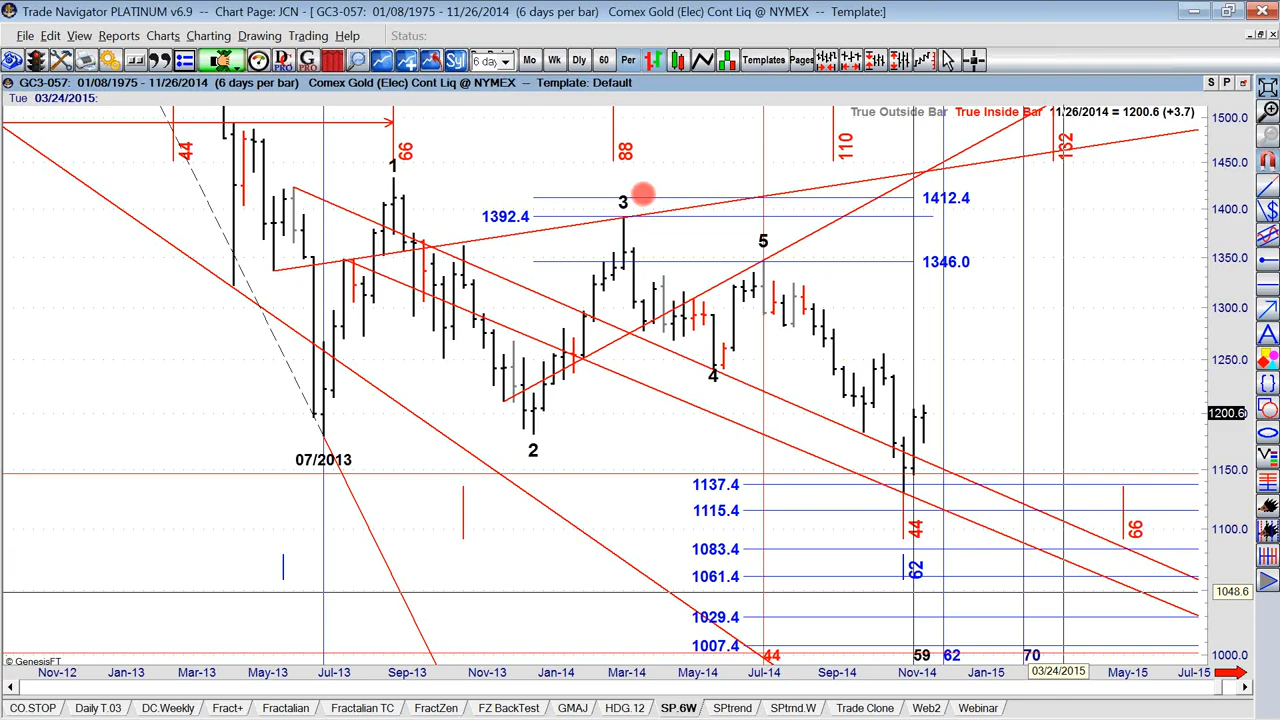 Trade Navigator PLATINUM v6.9 -- Chart Page: JCN - [ GC3-057: 01/08/1975 - 11/26/2014 (6 days per bar) Comex Gold (Elec) Cont Liq @ NYMEX -- Template:]
File Edit View Reports Charts Charting Drawing Trading Help Status:
6 day Mo Wk Dly 60 Per Templates Pages
GC3-057: 01/08/1975 - 11/26/2014 (6 days per bar) Comex Gold (Elec) Cont Liq @ NYMEX -- Template: Default S P
Tue 03/24/2015:
True Outside Bar True Inside Bar 11/26/2014 = 1200.6 (+3.7)
1500.0
44 66 88 110 132
1 1450.0
3 1412.4
1392.4 1400.0
5
1346.0 1350.0
1300.0
1250.0
4
1200.6
2
07/2013
1150.0
1137.4
1115.4
44 66
1100.0
1083.4
62
1061.4
1048.6
1029.4
1007.4
44 59 62 70 1000.0
© GenesisFT
Nov-12 Jan-13 Mar-13 May-13 Jul-13 Sep-13 Nov-13 Jan-14 Mar-14 May-14 Jul-14 Sep-14 Nov-14 Jan-15 03/24/2015 May-15 Jul-15
CO.STOP Daily T.03 DC.Weekly Fract+ Fractalian Fractalian TC FractZen FZ BackTest GMAJ HDG.12 SP.6W SPtrend SPtrnd.W Trade Clone Web2 Webinar